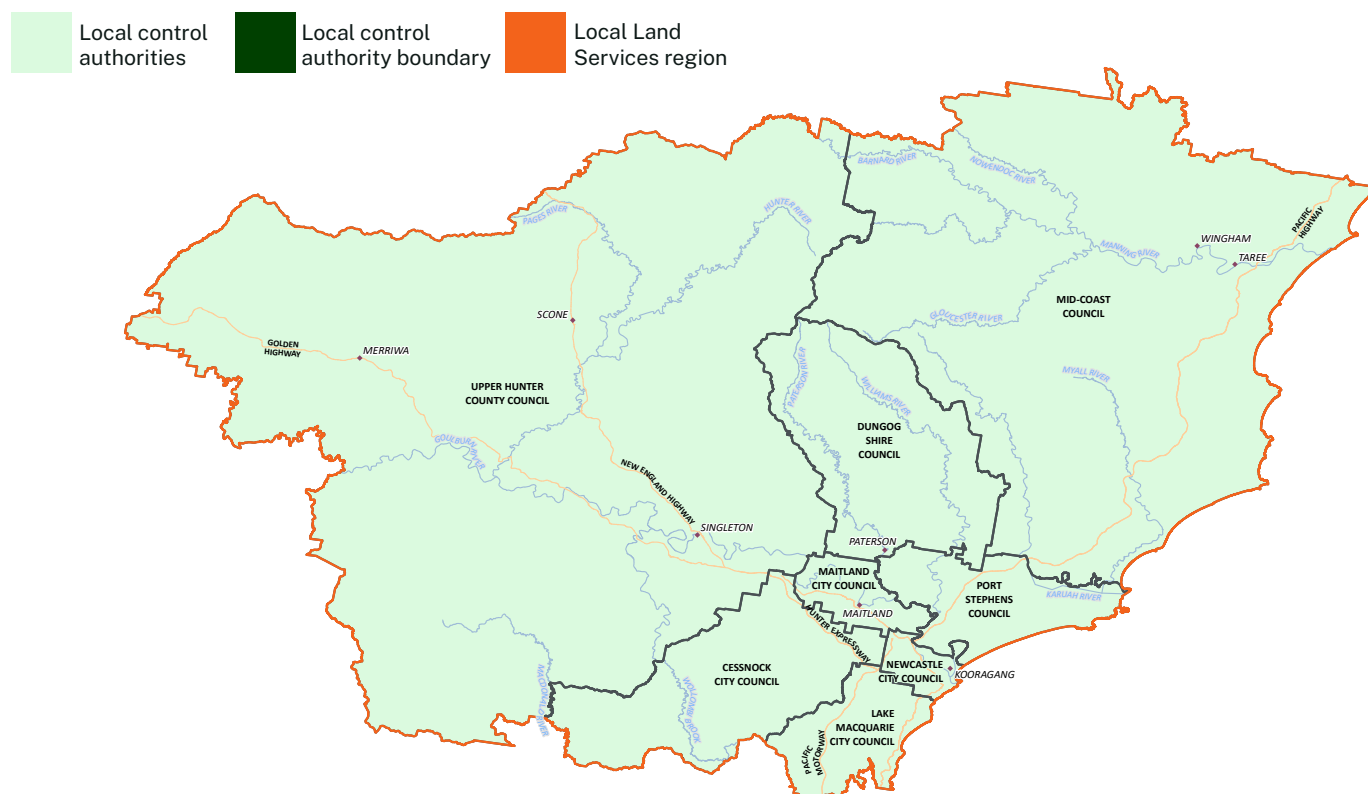 Local control
authorities
Local control
authority boundary
Local Land
Services region
BARNARD RIVER
NOWENDOC RIVER
PAGES RIVER
HUNTER RIVER
PACIFIC
HIGHWAY
WINGHAM
MANNING RIVER
TAREE
MID-COAST
COUNCIL
SCONE
GLOUCESTER RIVER
GOLDEN
HIGHWAY
MERRIWA
PATERSON RIVER
MYALL RIVER
UPPER HUNTER
COUNTY COUNCIL
WILLIAMS RIVER
DUNGOG
SHIRE
COUNCIL
GOULBURN
RIVER
NEW ENGLAND HIGHWAY
SINGLETON
PATERSON
MAITLAND
CITY COUNCIL
PORT
STEPHENS
COUNCIL
KARUAH RIVER
MAITLAND
HUNTER EXPRESSWAY
CESSNOCK
CITY COUNCIL
NEWCASTLE
CITY COUNCIL
KOORAGANG
MACDONALD RIVER
WOLLOMBI BROOK
LAKE
MACQUARIE
CITY COUNCIL
PACIFIC
MOTORWAY